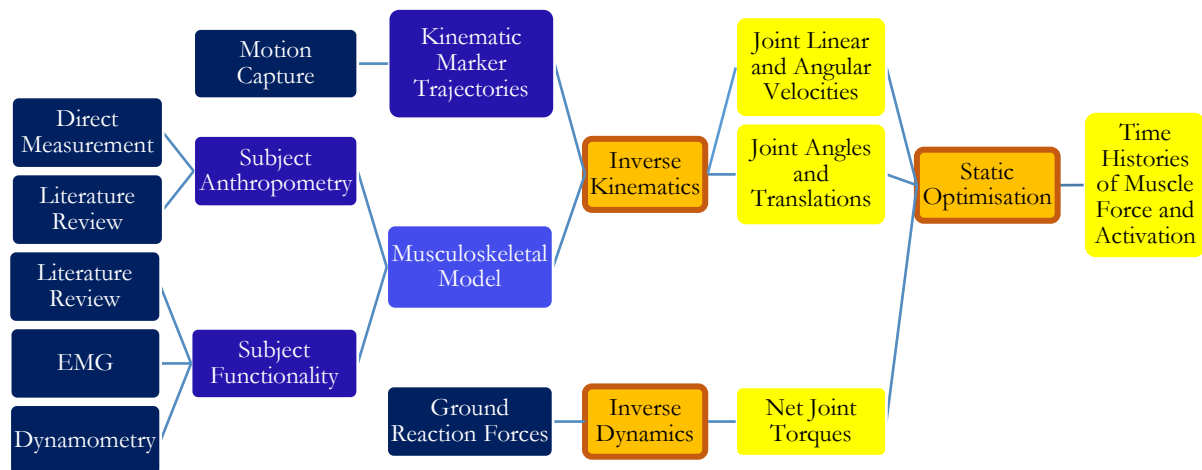 Motion
Capture
Kinematic
Marker
Trajectories
Joint Linear
and Angular
Velocities
Direct
Measurement
Subject
Anthropometry
Literature
Review
Inverse
Kinematics
Joint Angles
and
Translations
Static
Optimisation
Time
Histories
of Muscle
Force and
Activation
Musculoskeletal
Model
Literature
Review
EMG
Subject
Functionality
Dynamometry
Ground
Reaction Forces
Inverse
Dynamics
Net Joint
Torques